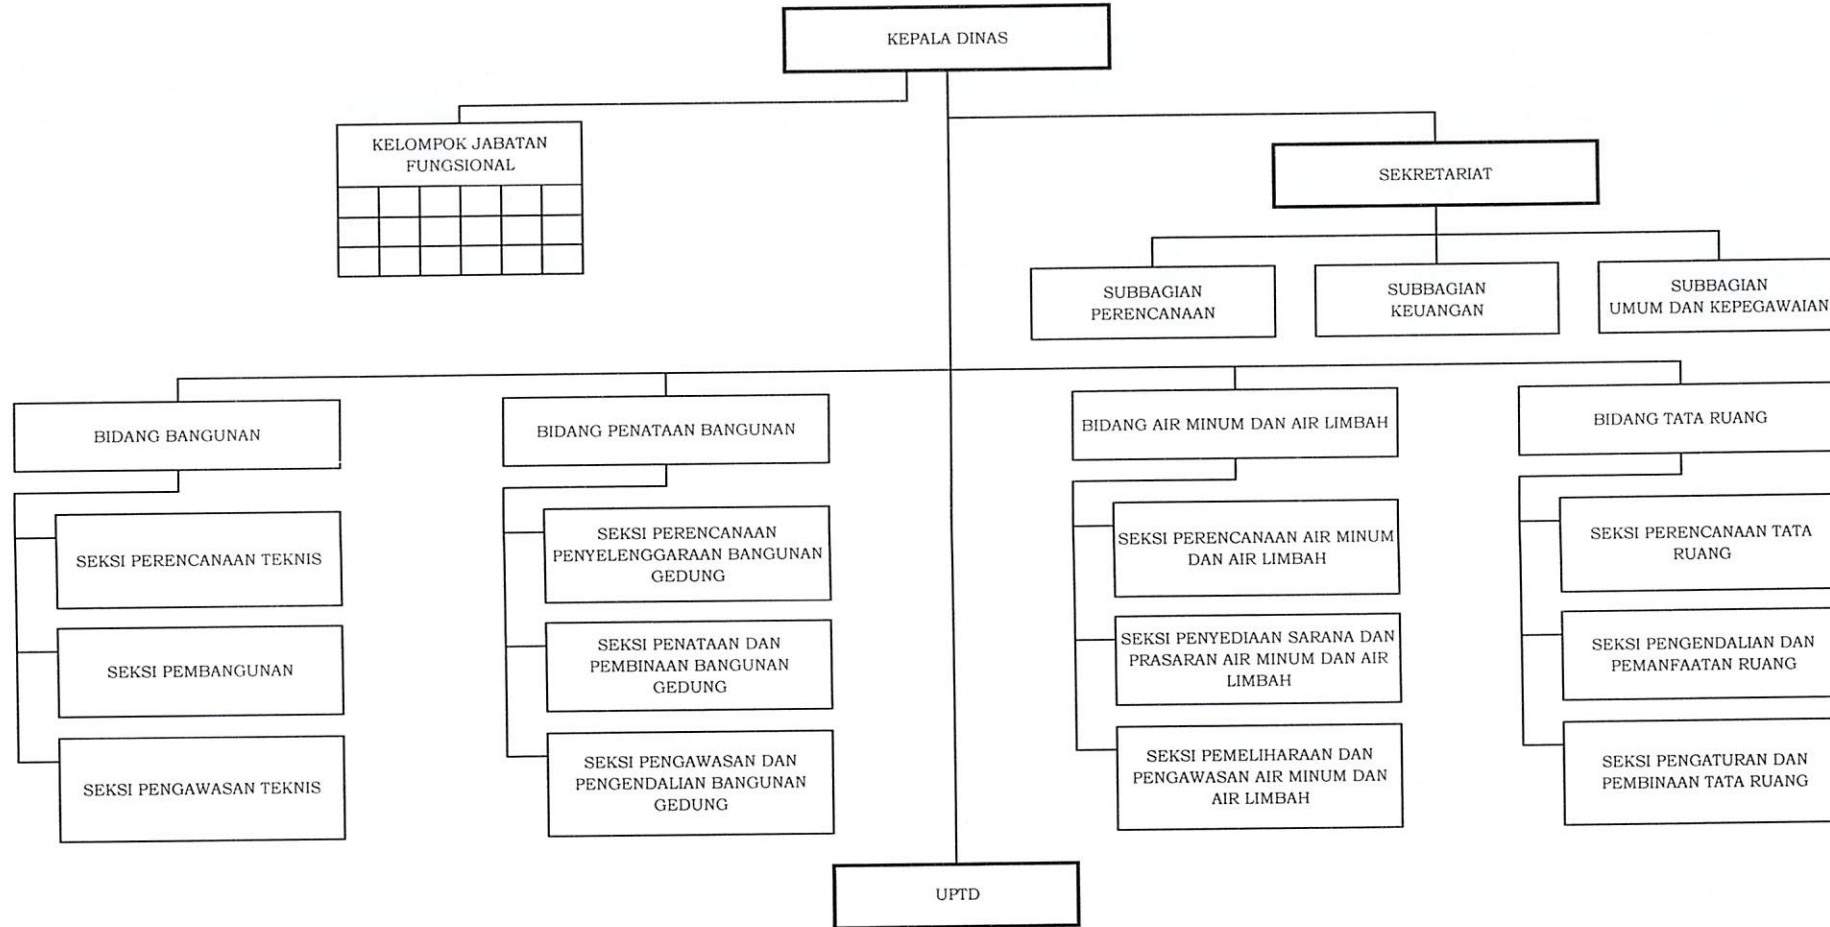 KEPALA DINAS
KELOMPOK JABATAN
FUNGSIONAL
SEKRETARIAT
SUBBAGIAN
PERENCANAAN
SUBBAGIAN
KEUANGAN
SUBBAGIAN
UMUM DAN KEPEGAWAIAN
BIDANG BANGUNAN
SEKSI PERENCANAAN TEKNIS
SEKSI PEMBANGUNAN
SEKSI PENGAWASAN TEKNIS
BIDANG PENATAAN BANGUNAN
SEKSI PERENCANAAN
PENYELENGGARAAN BANGUNAN
GEDUNG
SEKSI PENATAAN DAN
PEMBINAAN BANGUNAN
GEDUNG
SEKSI PENGAWASAN DAN
PENGENDALIAN BANGUNAN
GEDUNG
BIDANG AIR MINUM DAN AIR LIMBAH
SEKSI PERENCANAAN AIR MINUM
DAN AIR LIMBAH
SEKSI PENYEDIAAN SARANA DAN
PRASARAN AIR MINUM DAN AIR
LIMBAH
SEKSI PEMELIHARAAN DAN
PENGAWASAN AIR MINUM DAN
AIR LIMBAH
BIDANG TATA RUANG
SEKSI PERENCANAAN TATA
RUANG
SEKSI PENGENDALIAN DAN
PEMANFAATAN RUANG
SEKSI PENGATURAN DAN
PEMBINAAN TATA RUANG
UPTD